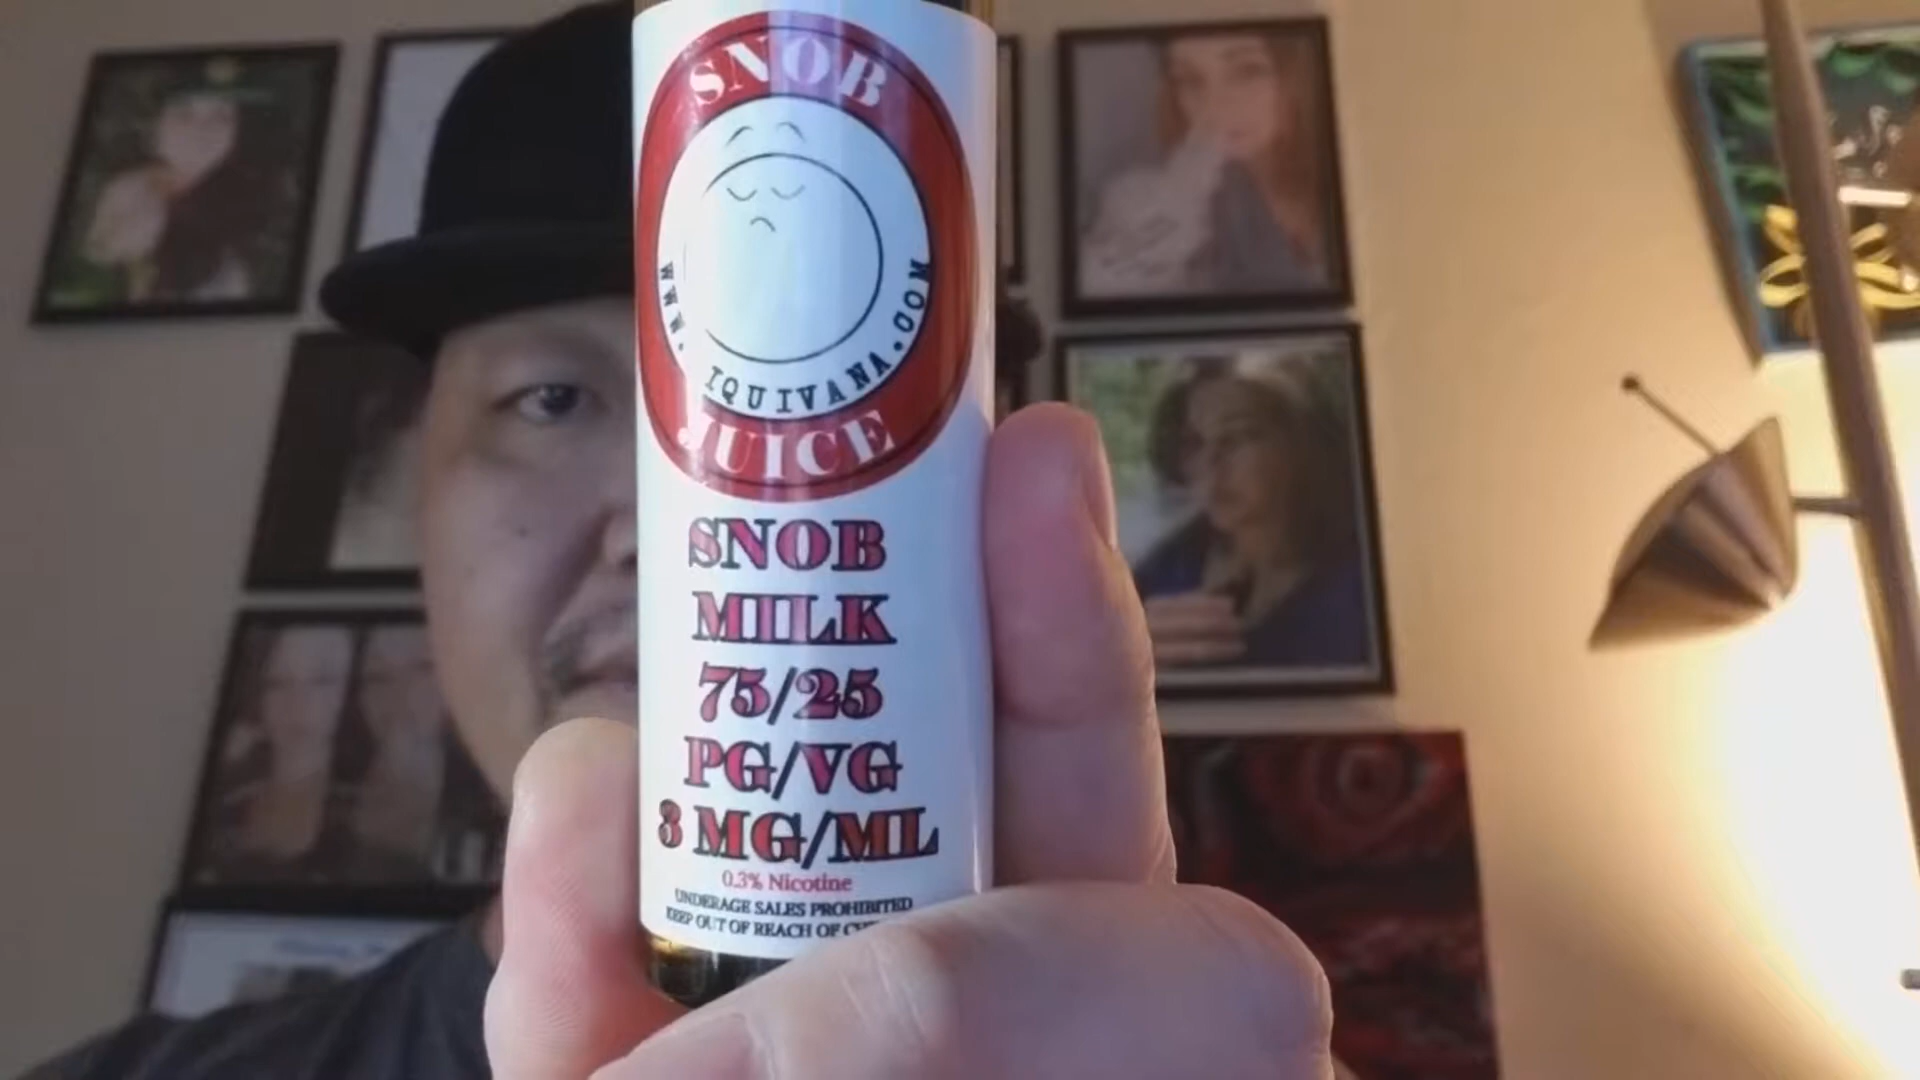 SNOB
WWW.IQUIVANA.COM
JUICE
SNOB
MILK
75/25
PG/VG
3 MG/ML
0.3% Nicotine
UNDERAGE SALES PROHIBITED
KEEP OUT OF REACH OF